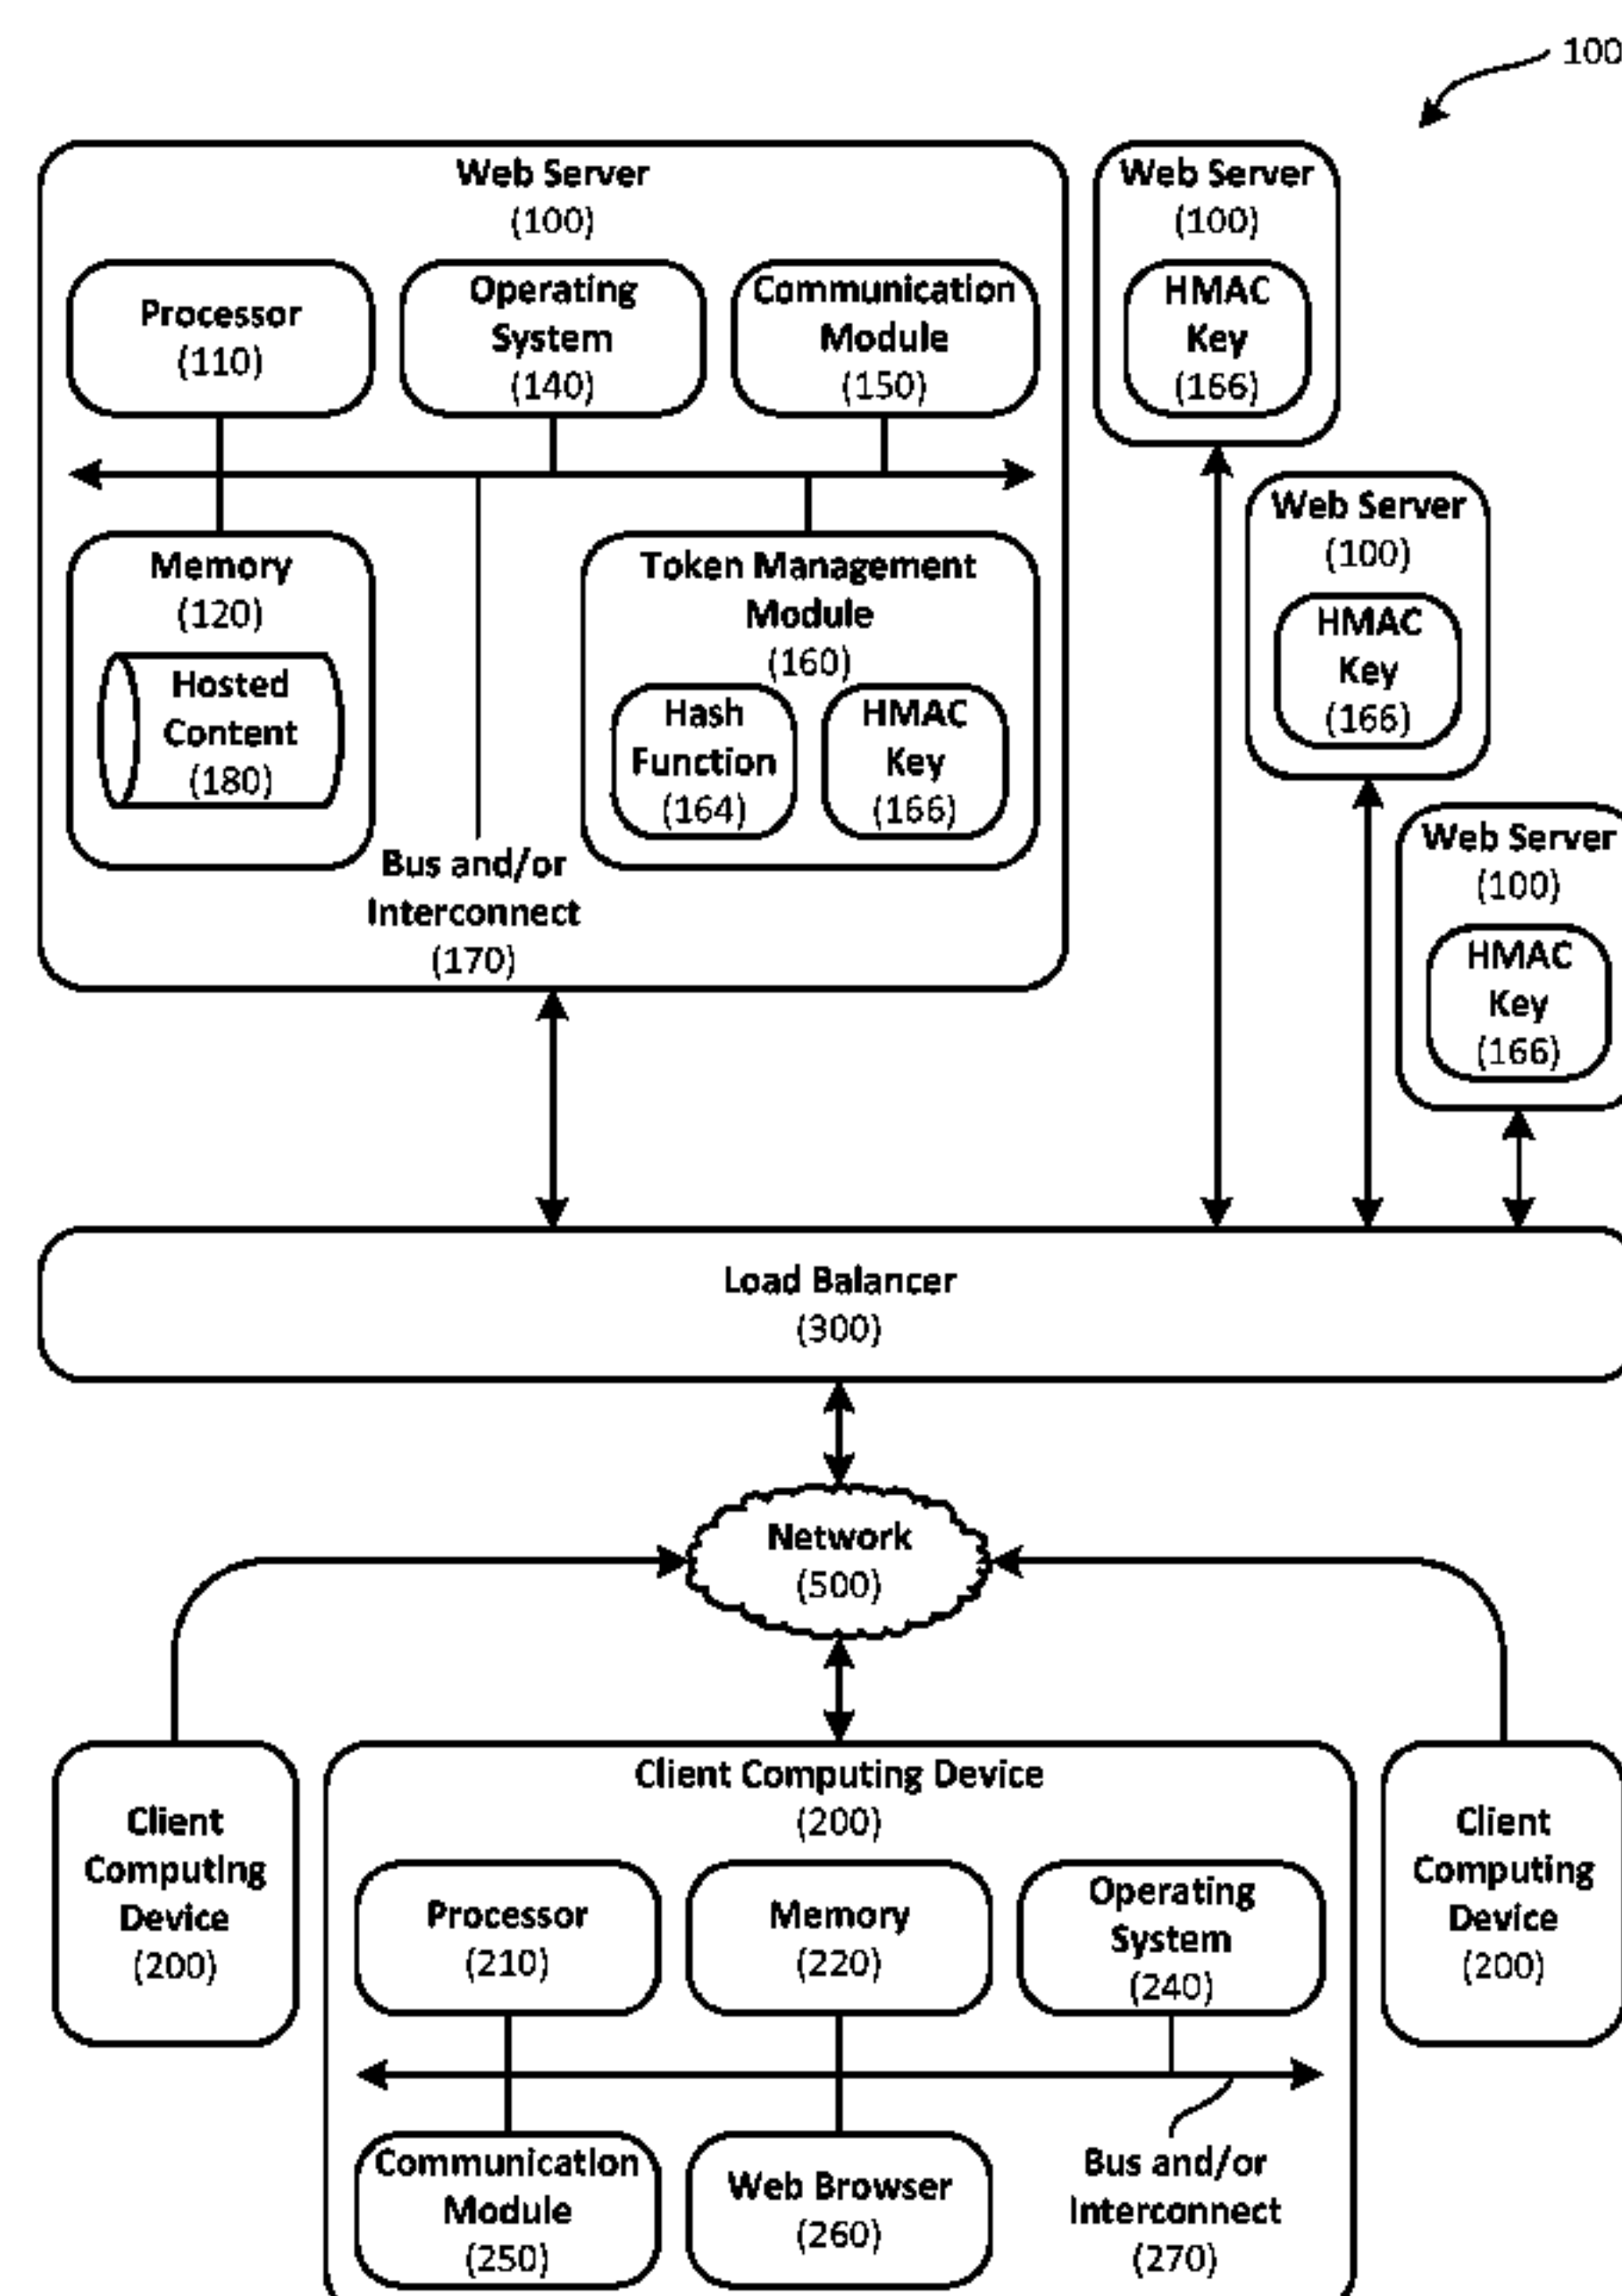 100
Web Server
(100)
Processor
(110)
Operating
System
(140)
Communication
Module
(150)
Memory
(120)
Hosted
Content
(180)
Bus and/or
Interconnect
(170)
Token Management
Module
(160)
Hash
Function
(164)
HMAC
Key
(166)
Web Server
(100)
HMAC
Key
(166)
Web Server
(100)
HMAC
Key
(166)
Web Server
(100)
HMAC
Key
(166)
Load Balancer
(300)
Network
(500)
Client
Computing
Device
(200)
Client Computing Device
(200)
Processor
(210)
Memory
(220)
Operating
System
(240)
Communication
Module
(250)
Web Browser
(260)
Bus and/or
Interconnect
(270)
Client
Computing
Device
(200)